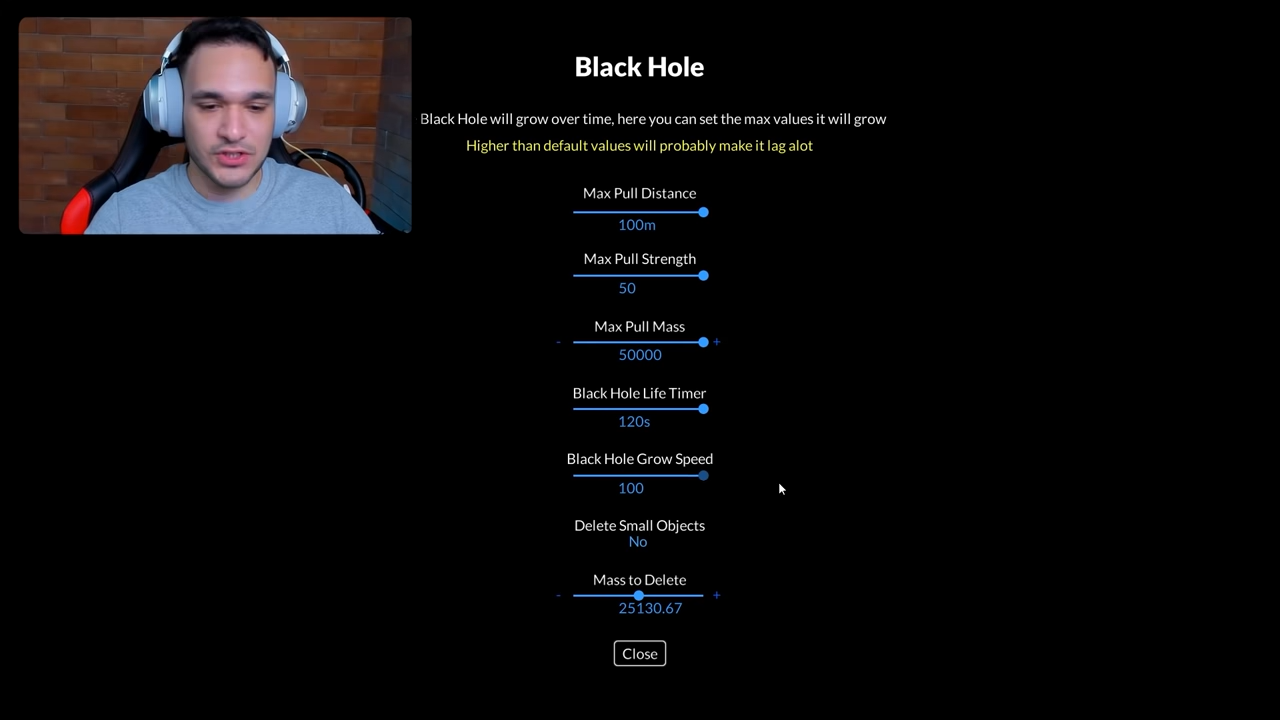 Black Hole
Black Hole will grow over time, here you can set the max values it will grow
Higher than default values will probably make it lag alot
Max Pull Distance
100m
Max Pull Strength
50
Max Pull Mass
- +
50000
Black Hole Life Timer
120s
Black Hole Grow Speed
100
Delete Small Objects
No
Mass to Delete
- +
25130.67
Close